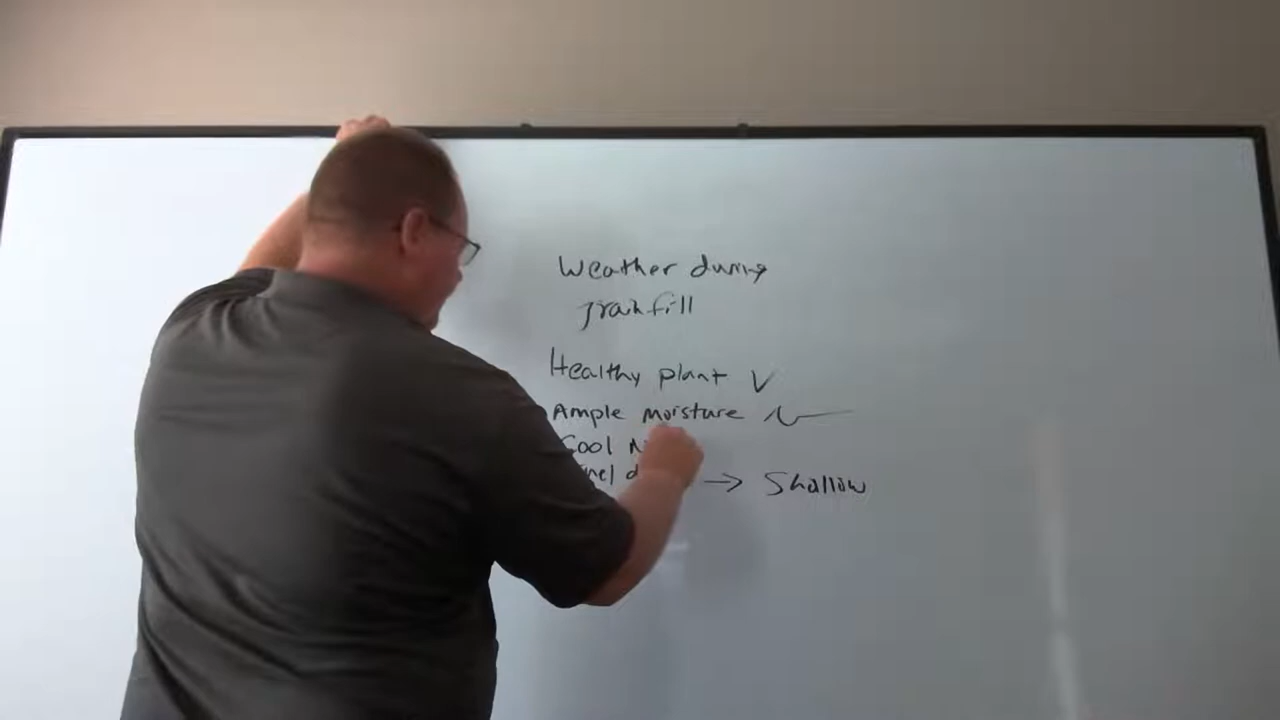 Weather during
grainfill
Healthy plant ✓
Ample moisture ✓
Cool
→ Shallow